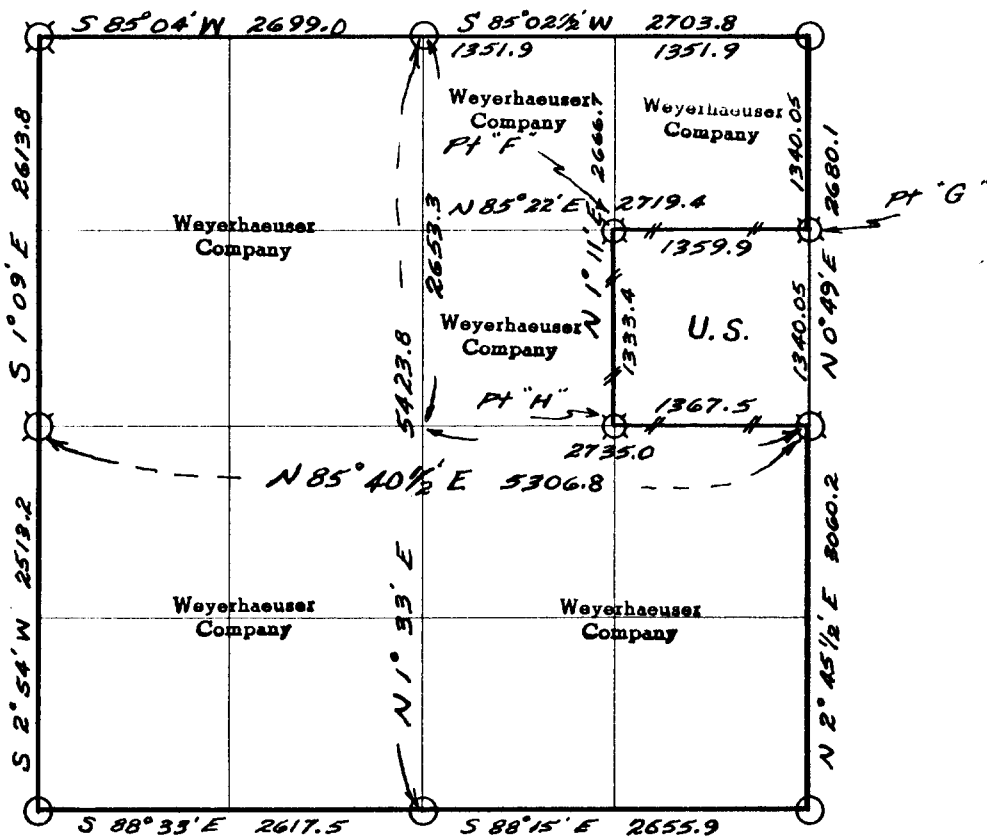 S 85°04' W 2699.0
S 85°02½' W 2703.8
1351.9
1351.9
Weyerhaeuser
Company
Weyerhaeuser
Company
Pt "F"
2666.7
1340.05
2680.1
S 1°09' E 2613.8
Pt "G"
N 85°22' E 2719.4
1359.9
Weyerhaeuser
Company
2653.3
N 1°11' E
1333.4
U.S.
1340.05
N 0°49' E
Weyerhaeuser
Company
5423.8
Pt "H"
1367.5
2735.0
N 85°40½' E 5306.8
S 2°54' W 2513.2
N 1°33' E
N 2°45½' E 3060.2
Weyerhaeuser
Company
Weyerhaeuser
Company
S 88°33' E 2617.5
S 88°15' E 2655.9